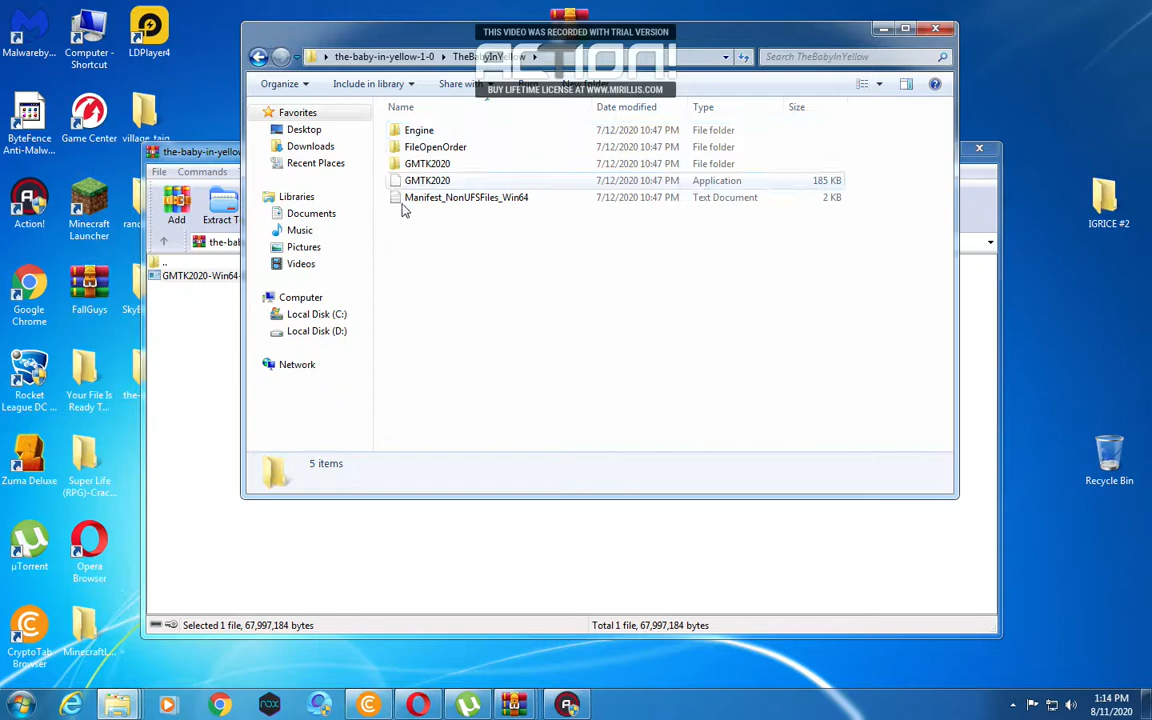 Malwareby...
Computer - Shortcut
LDPlayer4
THIS VIDEO WAS RECORDED WITH TRIAL VERSION
BUY LIFETIME LICENSE AT WWW.MIRILLIS.COM
the-baby-in-yellow-1-0
TheBabyInYellow
Search TheBabyInYellow
Organize
Include in library
Share with
New folder
Name
Date modified
Type
Size
Favorites
Desktop
Downloads
Recent Places
Libraries
Documents
Music
Pictures
Videos
Computer
Local Disk (C:)
Local Disk (D:)
Network
Engine 7/12/2020 10:47 PM File folder
FileOpenOrder 7/12/2020 10:47 PM File folder
GMTK2020 7/12/2020 10:47 PM File folder
GMTK2020 7/12/2020 10:47 PM Application 185 KB
Manifest_NonUFSFiles_Win64 7/12/2020 10:47 PM Text Document 2 KB
5 items
ByteFence
Anti-Malw...
Game Center
village_taig
the-baby-in-yellow
File Commands
Add
Extract T
the-bab
..
GMTK2020-Win64-
Selected 1 file, 67,997,184 bytes
Total 1 file, 67,997,184 bytes
Action!
Minecraft
Launcher
ranc
Google
Chrome
FallGuys
SkyB
Rocket
League DC ...
Your File Is
Ready T...
the-
Zuma Deluxe
Super Life
(RPG)-Crac...
µTorrent
Opera
Browser
CryptoTab
Browser
MinecraftL...
IGRICE #2
Recycle Bin
1:14 PM
8/11/2020